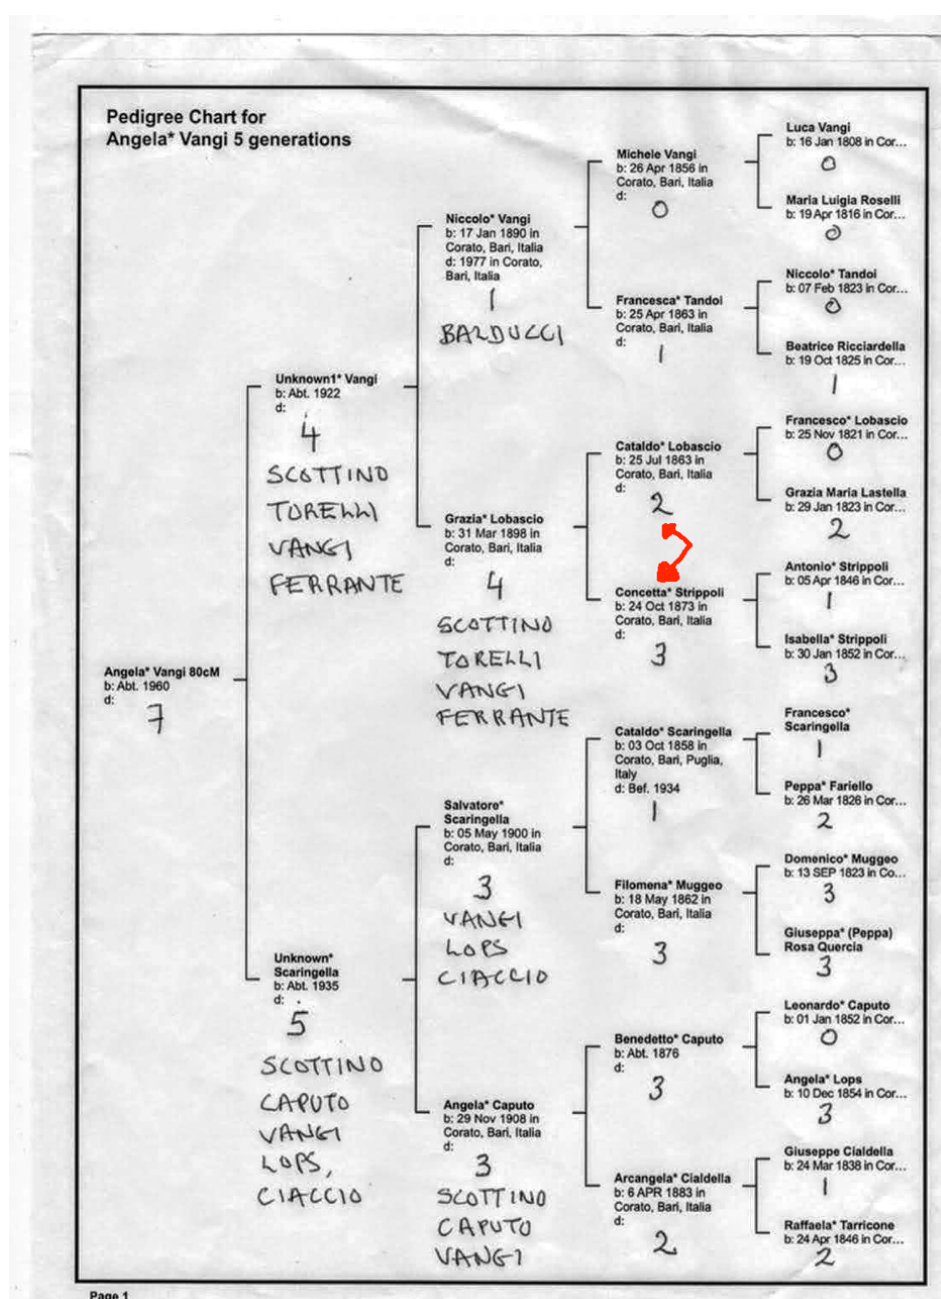 Pedigree Chart for
Angela* Vangi 5 generations
Angela* Vangi 80cM
b: Abt. 1960
d:
7
Unknown1* Vangi
b: Abt. 1922
d:
4
SCOTTINO
TORELLI
VANGI
FERRANTE
Unknown*
Scaringella
b: Abt. 1935
d:
5
SCOTTINO
CAPUTO
VANGI
LOPS,
CIACCIO
Niccolo* Vangi
b: 17 Jan 1890 in
Corato, Bari, Italia
d: 1977 in Corato,
Bari, Italia
1
BALDUCCI
Grazia* Lobascio
b: 31 Mar 1898 in
Corato, Bari, Italia
d:
4
SCOTTINO
TORELLI
VANGI
FERRANTE
Salvatore*
Scaringella
b: 05 May 1900 in
Corato, Bari, Italia
d:
3
VANGI
LOPS
CIACCIO
Angela* Caputo
b: 29 Nov 1908 in
Corato, Bari, Italia
d:
3
SCOTTINO
CAPUTO
VANGI
Michele Vangi
b: 26 Apr 1856 in
Corato, Bari, Italia
d:
0
Francesca* Tandoi
b: 25 Apr 1863 in
Corato, Bari, Italia
d:
1
Cataldo* Lobascio
b: 25 Jul 1863 in
Corato, Bari, Italia
d:
2
Concetta* Strippoli
b: 24 Oct 1873 in
Corato, Bari, Italia
d:
3
Cataldo* Scaringella
b: 03 Oct 1858 in
Corato, Bari, Puglia,
Italy
d: Bef. 1934
1
Filomena* Muggeo
b: 18 May 1862 in
Corato, Bari, Italia
d:
3
Benedetto* Caputo
b: Abt. 1876
d:
3
Arcangela* Cialdella
b: 6 APR 1883 in
Corato, Bari, Italia
d:
2
Luca Vangi
b: 16 Jan 1808 in Cor...
0
Maria Luigia Roselli
b: 19 Apr 1816 in Cor...
0
Niccolo* Tandoi
b: 07 Feb 1823 in Cor...
0
Beatrice Ricciardella
b: 19 Oct 1825 in Cor...
1
Francesco* Lobascio
b: 25 Nov 1821 in Cor...
0
Grazia Maria Lastella
b: 29 Jan 1823 in Cor...
2
Antonio* Strippoli
b: 05 Apr 1846 in Cor...
1
Isabella* Strippoli
b: 30 Jan 1852 in Cor...
3
Francesco*
Scaringella
1
Peppa* Fariello
b: 26 Mar 1826 in Cor...
2
Domenico* Muggeo
b: 13 SEP 1823 in Co...
3
Giuseppa* (Peppa)
Rosa Quercia
3
Leonardo* Caputo
b: 01 Jan 1852 in Cor...
0
Angela* Lops
b: 10 Dec 1854 in Cor...
3
Giuseppe Cialdella
b: 24 Mar 1838 in Cor...
1
Raffaela* Tarricone
b: 24 Apr 1846 in Cor...
2
Page 1